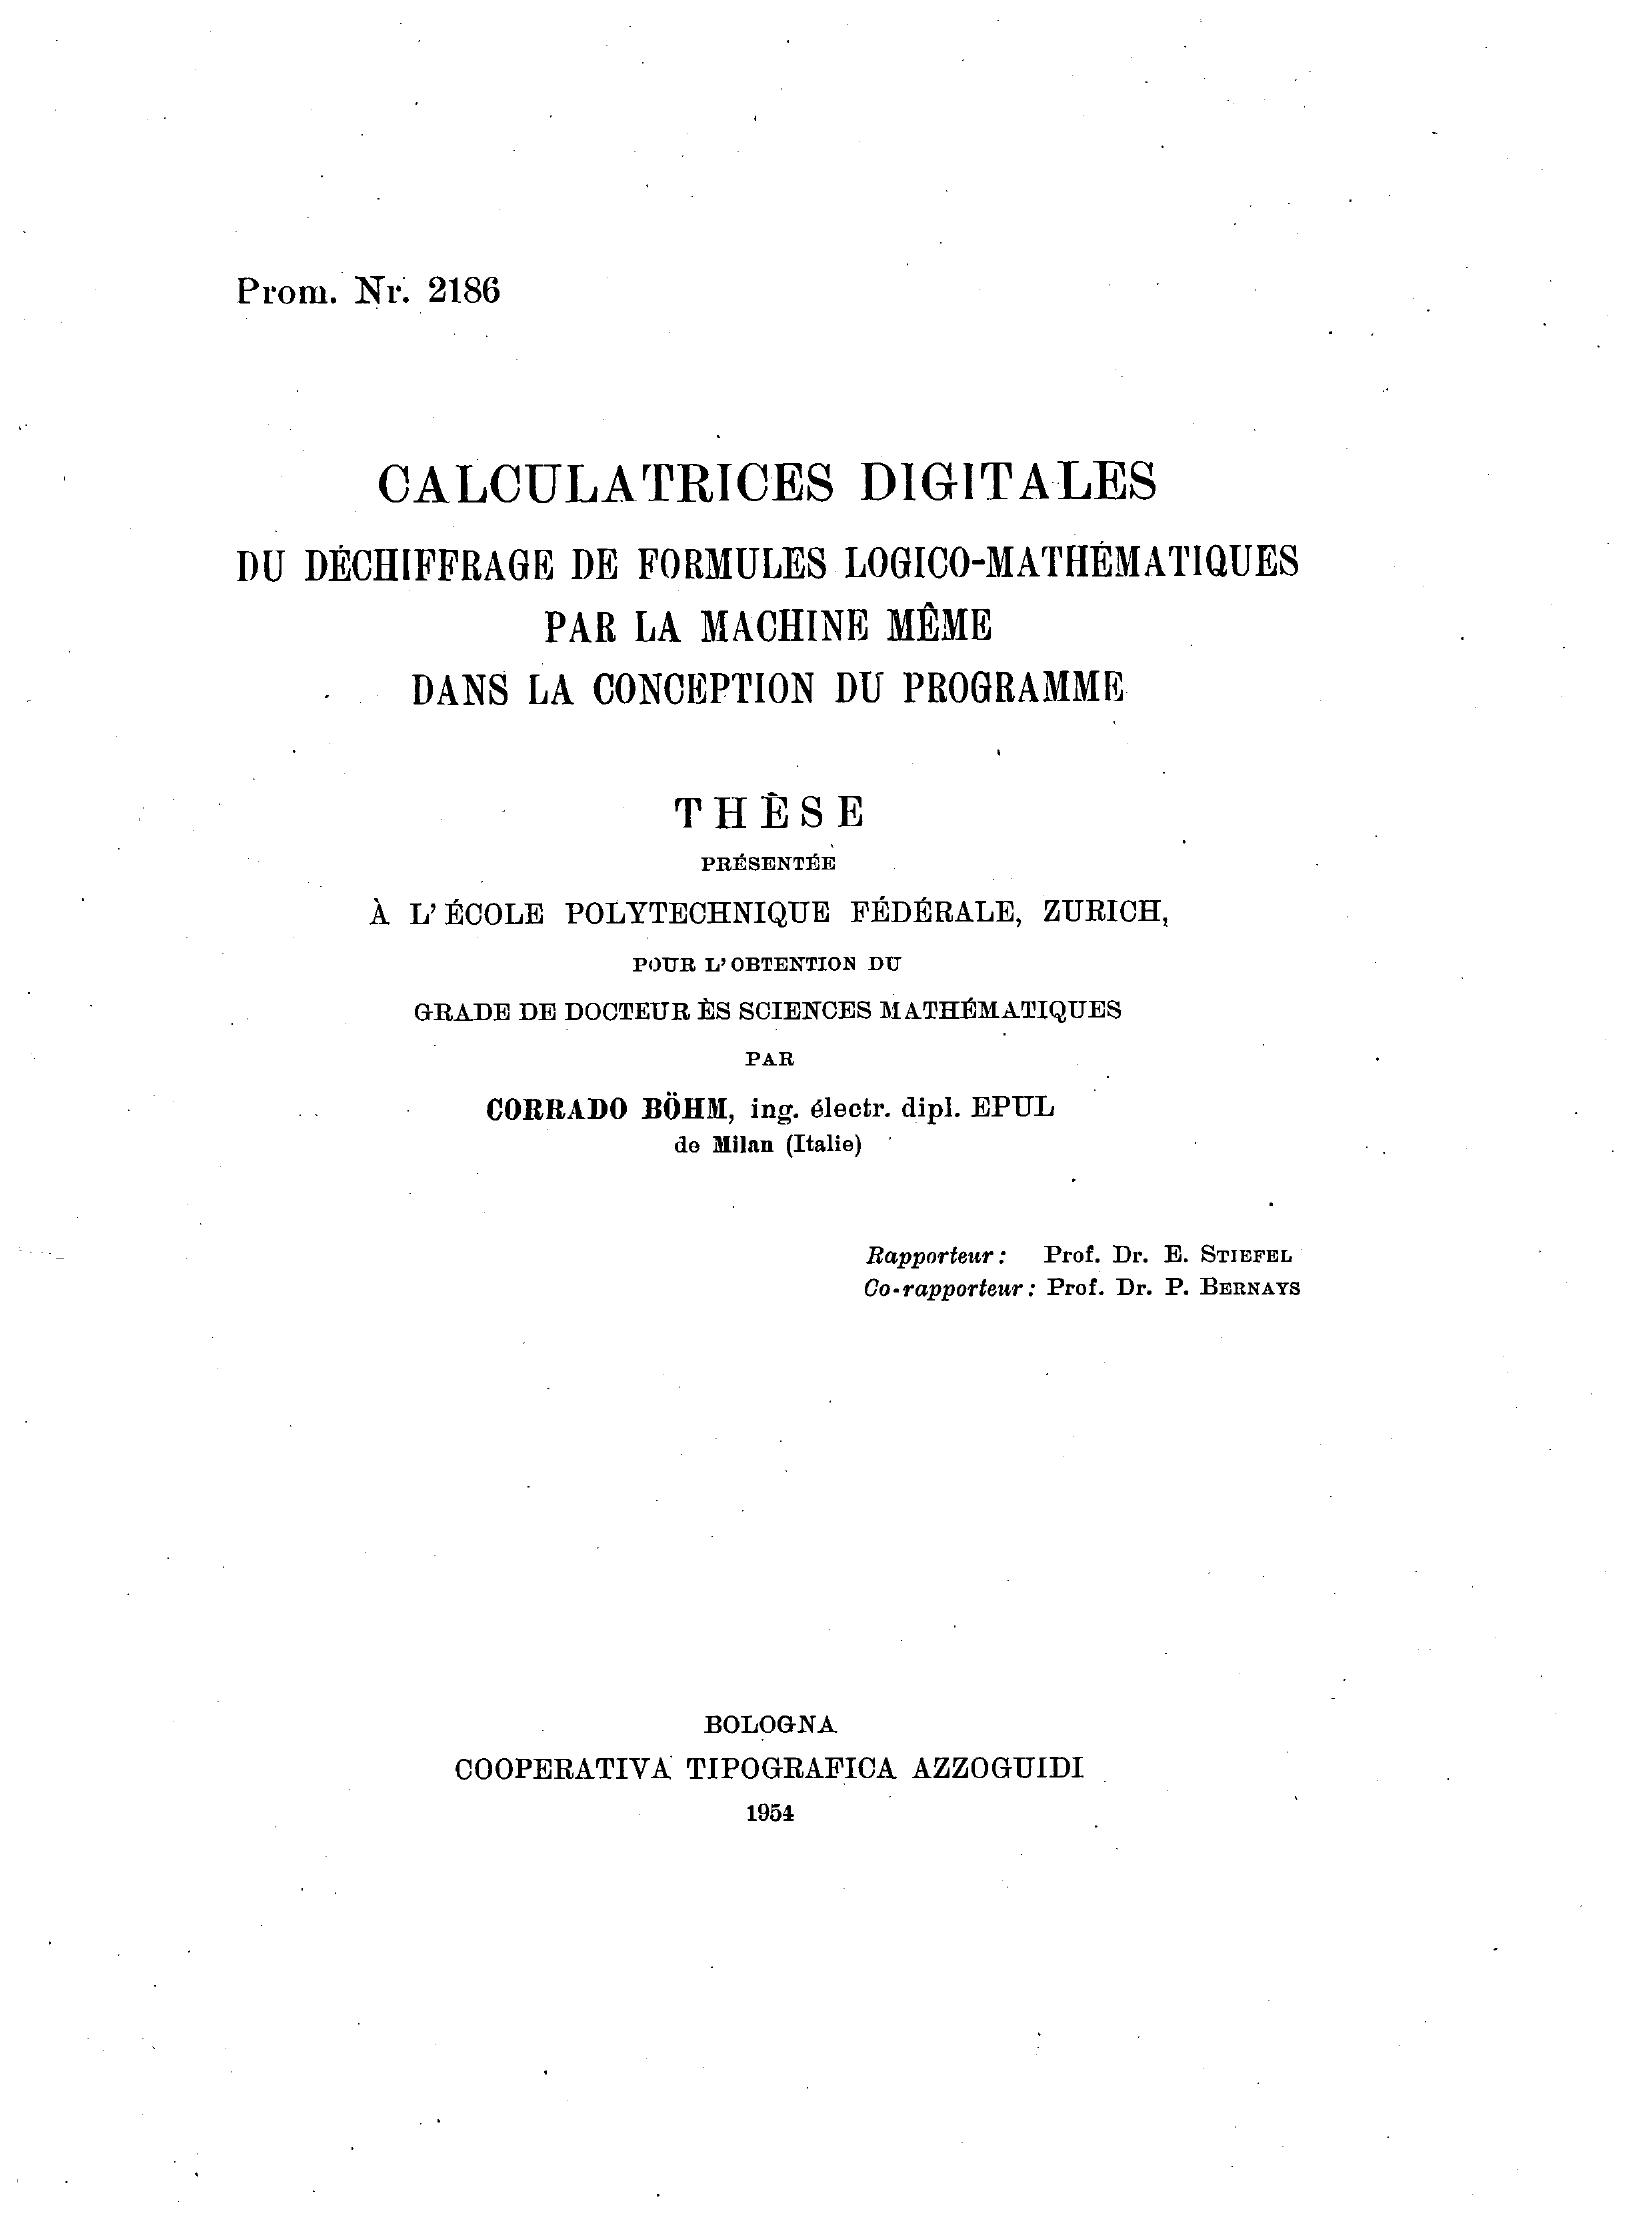 Prom. Nr. 2186
CALCULATRICES DIGITALES
DU DÉCHIFFRAGE DE FORMULES LOGICO-MATHÉMATIQUES
PAR LA MACHINE MÊME
DANS LA CONCEPTION DU PROGRAMME
THÈSE
PRÉSENTÉE
À L'ÉCOLE POLYTECHNIQUE FÉDÉRALE, ZURICH,
POUR L'OBTENTION DU
GRADE DE DOCTEUR ÈS SCIENCES MATHÉMATIQUES
PAR
CORRADO BÖHM, ing. électr. dipl. EPUL
de Milan (Italie)
Rapporteur: Prof. Dr. E. STIEFEL
Co-rapporteur: Prof. Dr. P. BERNAYS
BOLOGNA
COOPERATIVA TIPOGRAFICA AZZOGUIDI
1954